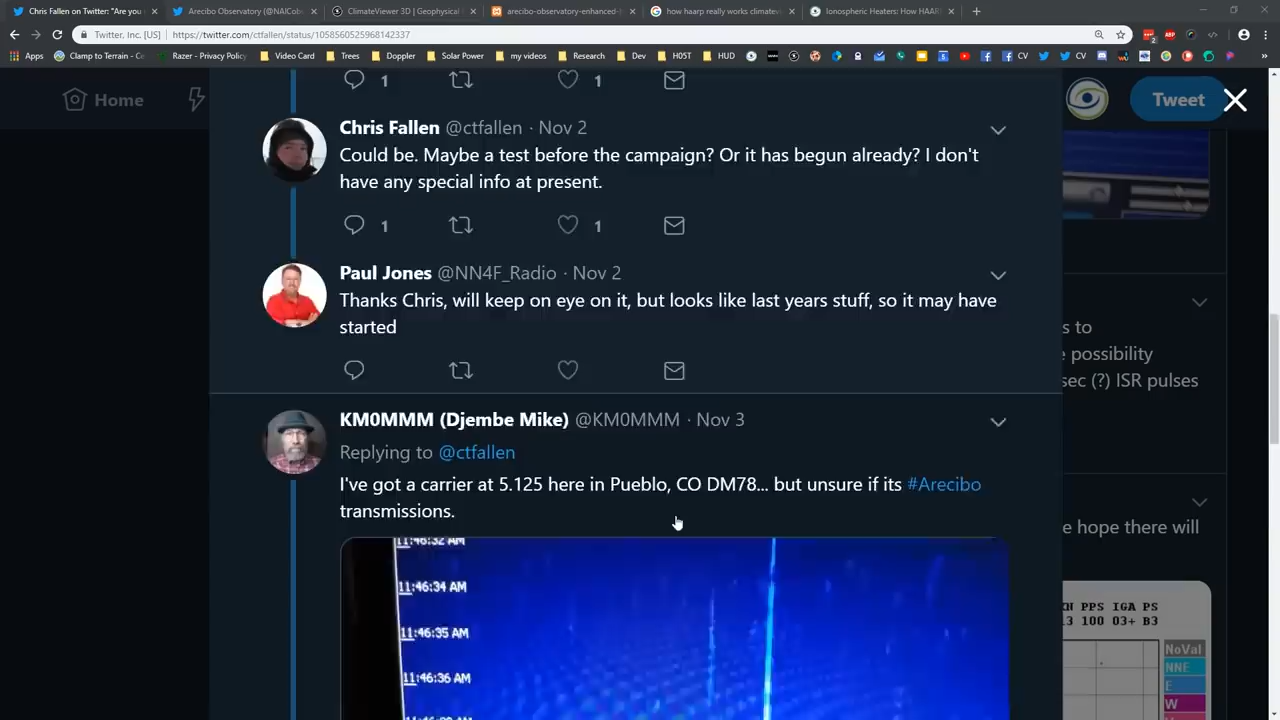 Chris Fallen on Twitter: "Are you
Arecibo Observatory (@NAICob
ClimateViewer 3D | Geophysical
arecibo-observatory-enhanced-t
how haarp really works climatev
Ionospheric Heaters: How HAAR
Twitter, Inc. [US]
https://twitter.com/ctfallen/status/1058560525968142337
Apps
Clamp to Terrain - Ce
Razer - Privacy Policy
Video Card
Trees
Doppler
Solar Power
my videos
Research
Dev
H05T
HUD
CV
CV
Home
Tweet
1
1
Chris Fallen @ctfallen · Nov 2
Could be. Maybe a test before the campaign? Or it has begun already? I don't
have any special info at present.
1
1
Paul Jones @NN4F_Radio · Nov 2
Thanks Chris, will keep on eye on it, but looks like last years stuff, so it may have
started
s to
possibility
sec (?) ISR pulses
KM0MMM (Djembe Mike) @KM0MMM · Nov 3
Replying to @ctfallen
I've got a carrier at 5.125 here in Pueblo, CO DM78... but unsure if its #Arecibo
transmissions.
e hope there will
11:46:32 AM
11:46:34 AM
11:46:35 AM
11:46:36 AM
PPS IGA PS
100 O3+ B3
NoVal
NNE
E
W